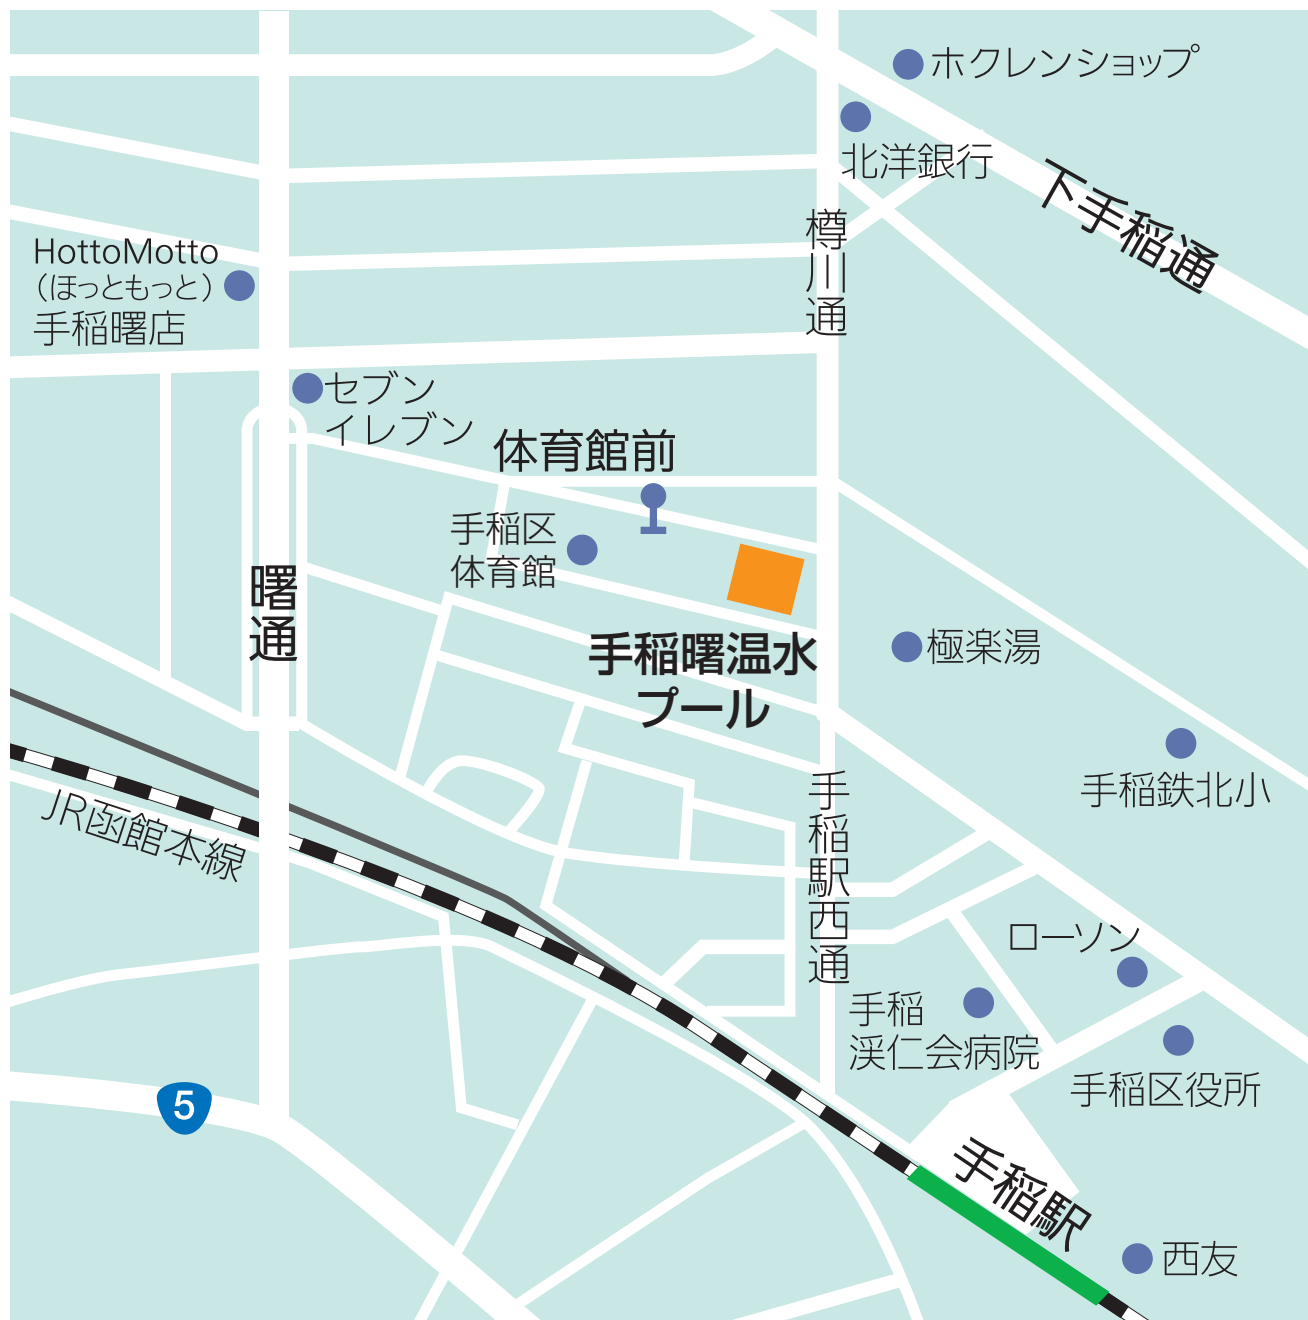 ホクレンショップ
北洋銀行
下手稲通
樽川通
HottoMotto
（ほっともっと）
手稲曙店
セブン
イレブン
体育館前
手稲区
体育館
曙通
手稲曙温水
プール
極楽湯
手稲鉄北小
手稲駅西通
JR函館本線
ローソン
手稲
渓仁会病院
手稲区役所
5
手稲駅
西友